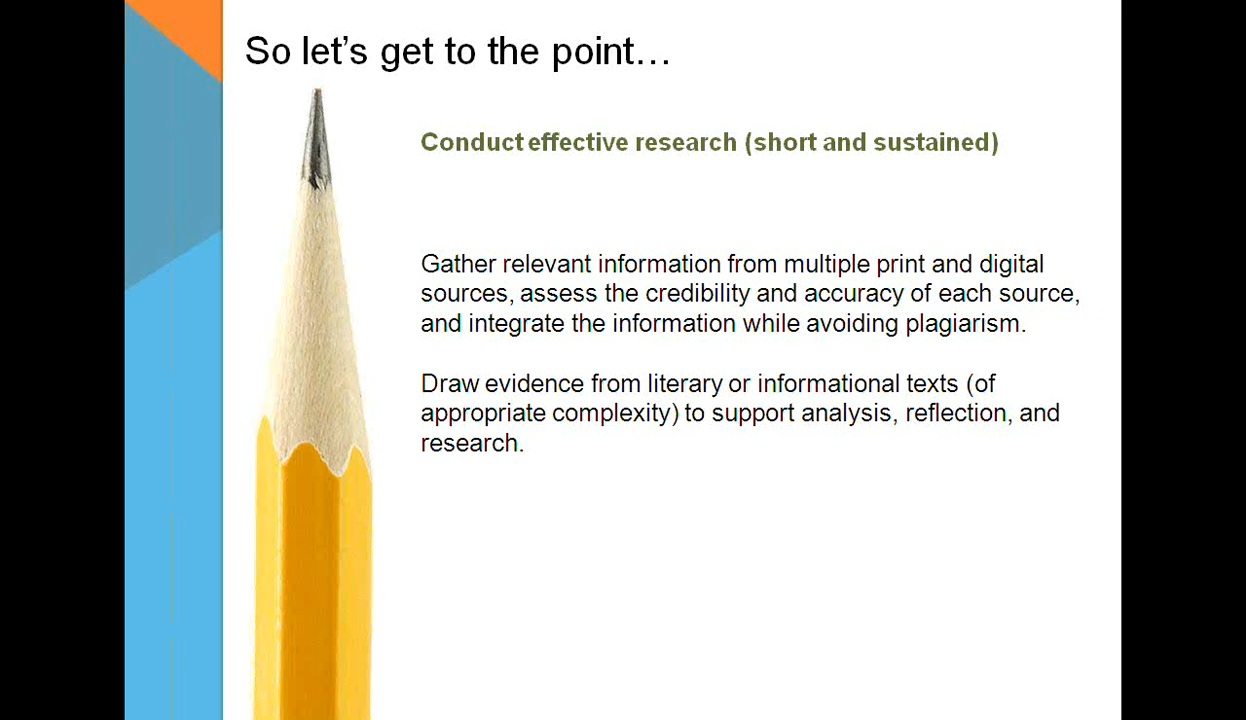 So let's get to the point…
Conduct effective research (short and sustained)
Gather relevant information from multiple print and digital
sources, assess the credibility and accuracy of each source,
and integrate the information while avoiding plagiarism.
Draw evidence from literary or informational texts (of
appropriate complexity) to support analysis, reflection, and
research.